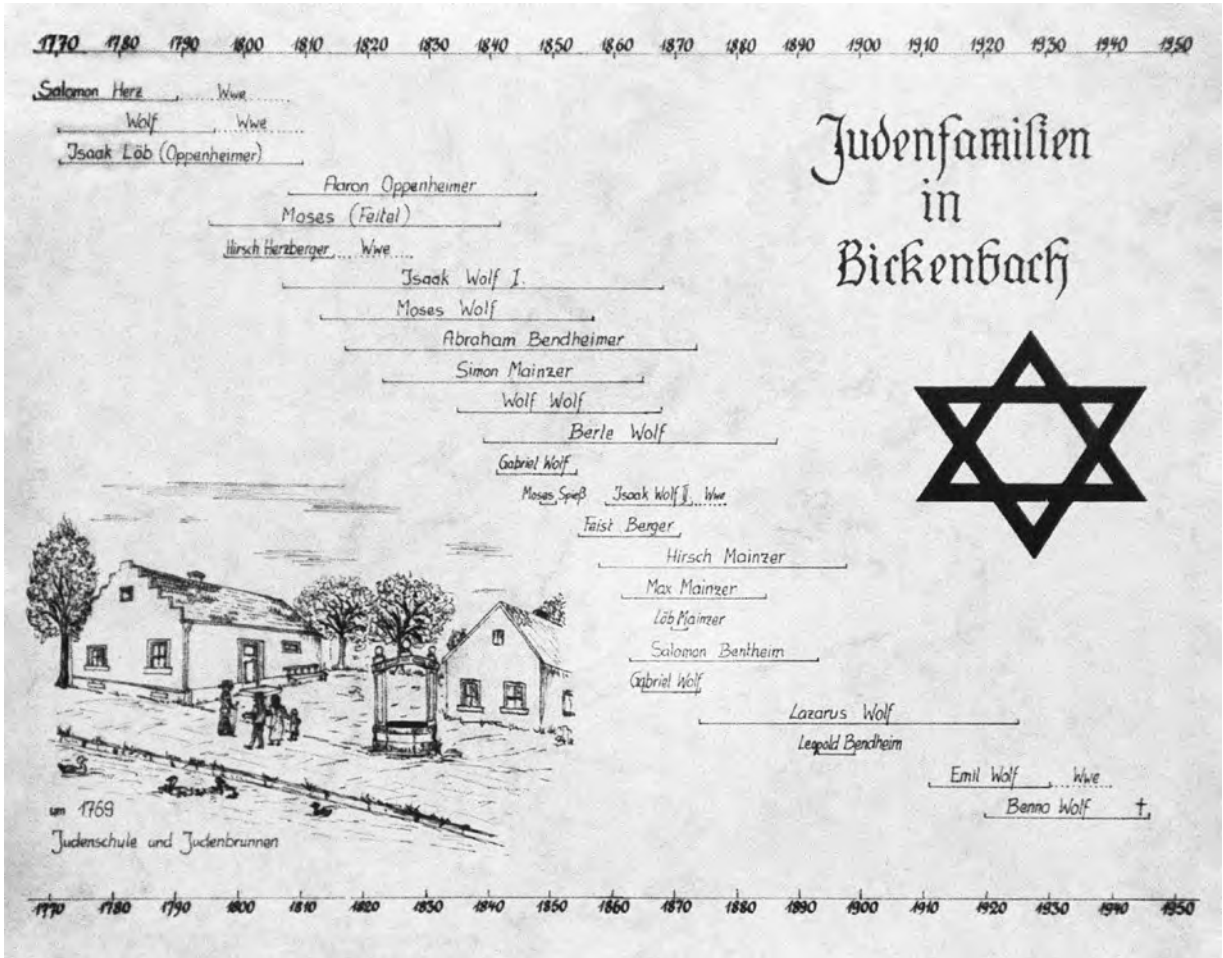 1770 1780 1790 1800 1810 1820 1830 1840 1850 1860 1870 1880 1890 1900 1910 1920 1930 1940 1950
Salomon Herz Wwe
Wolf Wwe
Isaak Löb (Oppenheimer)
Aaron Oppenheimer
Moses (Feitel)
Hirsch Herzberger Wwe
Isaak Wolf I.
Moses Wolf
Abraham Bendheimer
Simon Mainzer
Wolf Wolf
Berle Wolf
Gabriel Wolf
Moses Spieß Isaak Wolf II. Wwe
Feist Berger
Hirsch Mainzer
Max Mainzer
Löb Mainzer
Salomon Bentheim
Gabriel Wolf
Lazarus Wolf
Leopold Bendheim
Emil Wolf Wwe
Benno Wolf †
Judenfamilien
in
Bickenbach
um 1769
Judenschule und Judenbrunnen
1770 1780 1790 1800 1810 1820 1830 1840 1850 1860 1870 1880 1890 1900 1910 1920 1930 1940 1950